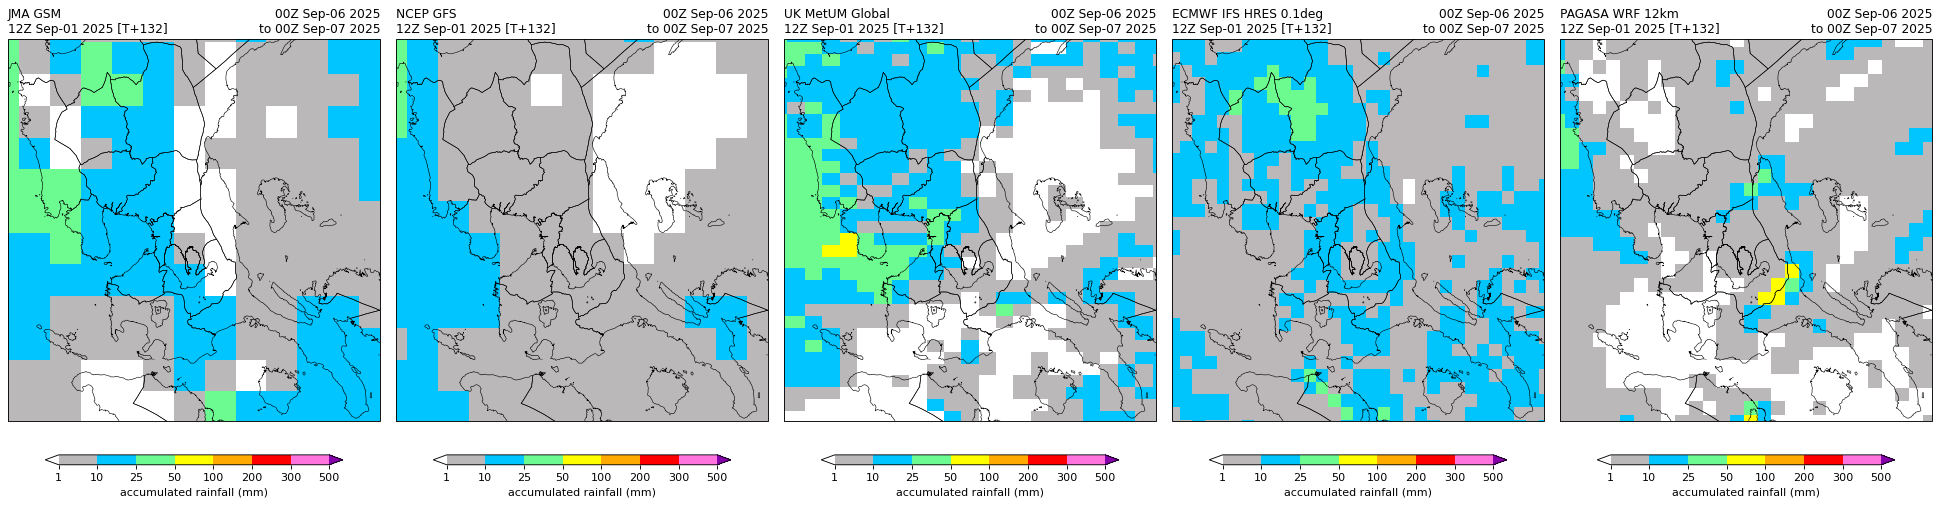 JMA GSM 00Z Sep-06 2025
12Z Sep-01 2025 [T+132] to 00Z Sep-07 2025
NCEP GFS 00Z Sep-06 2025
12Z Sep-01 2025 [T+132] to 00Z Sep-07 2025
UK MetUM Global 00Z Sep-06 2025
12Z Sep-01 2025 [T+132] to 00Z Sep-07 2025
ECMWF IFS HRES 0.1deg 00Z Sep-06 2025
12Z Sep-01 2025 [T+132] to 00Z Sep-07 2025
PAGASA WRF 12km 00Z Sep-06 2025
12Z Sep-01 2025 [T+132] to 00Z Sep-07 2025
1 10 25 50 100 200 300 500
accumulated rainfall (mm)
1 10 25 50 100 200 300 500
accumulated rainfall (mm)
1 10 25 50 100 200 300 500
accumulated rainfall (mm)
1 10 25 50 100 200 300 500
accumulated rainfall (mm)
1 10 25 50 100 200 300 500
accumulated rainfall (mm)